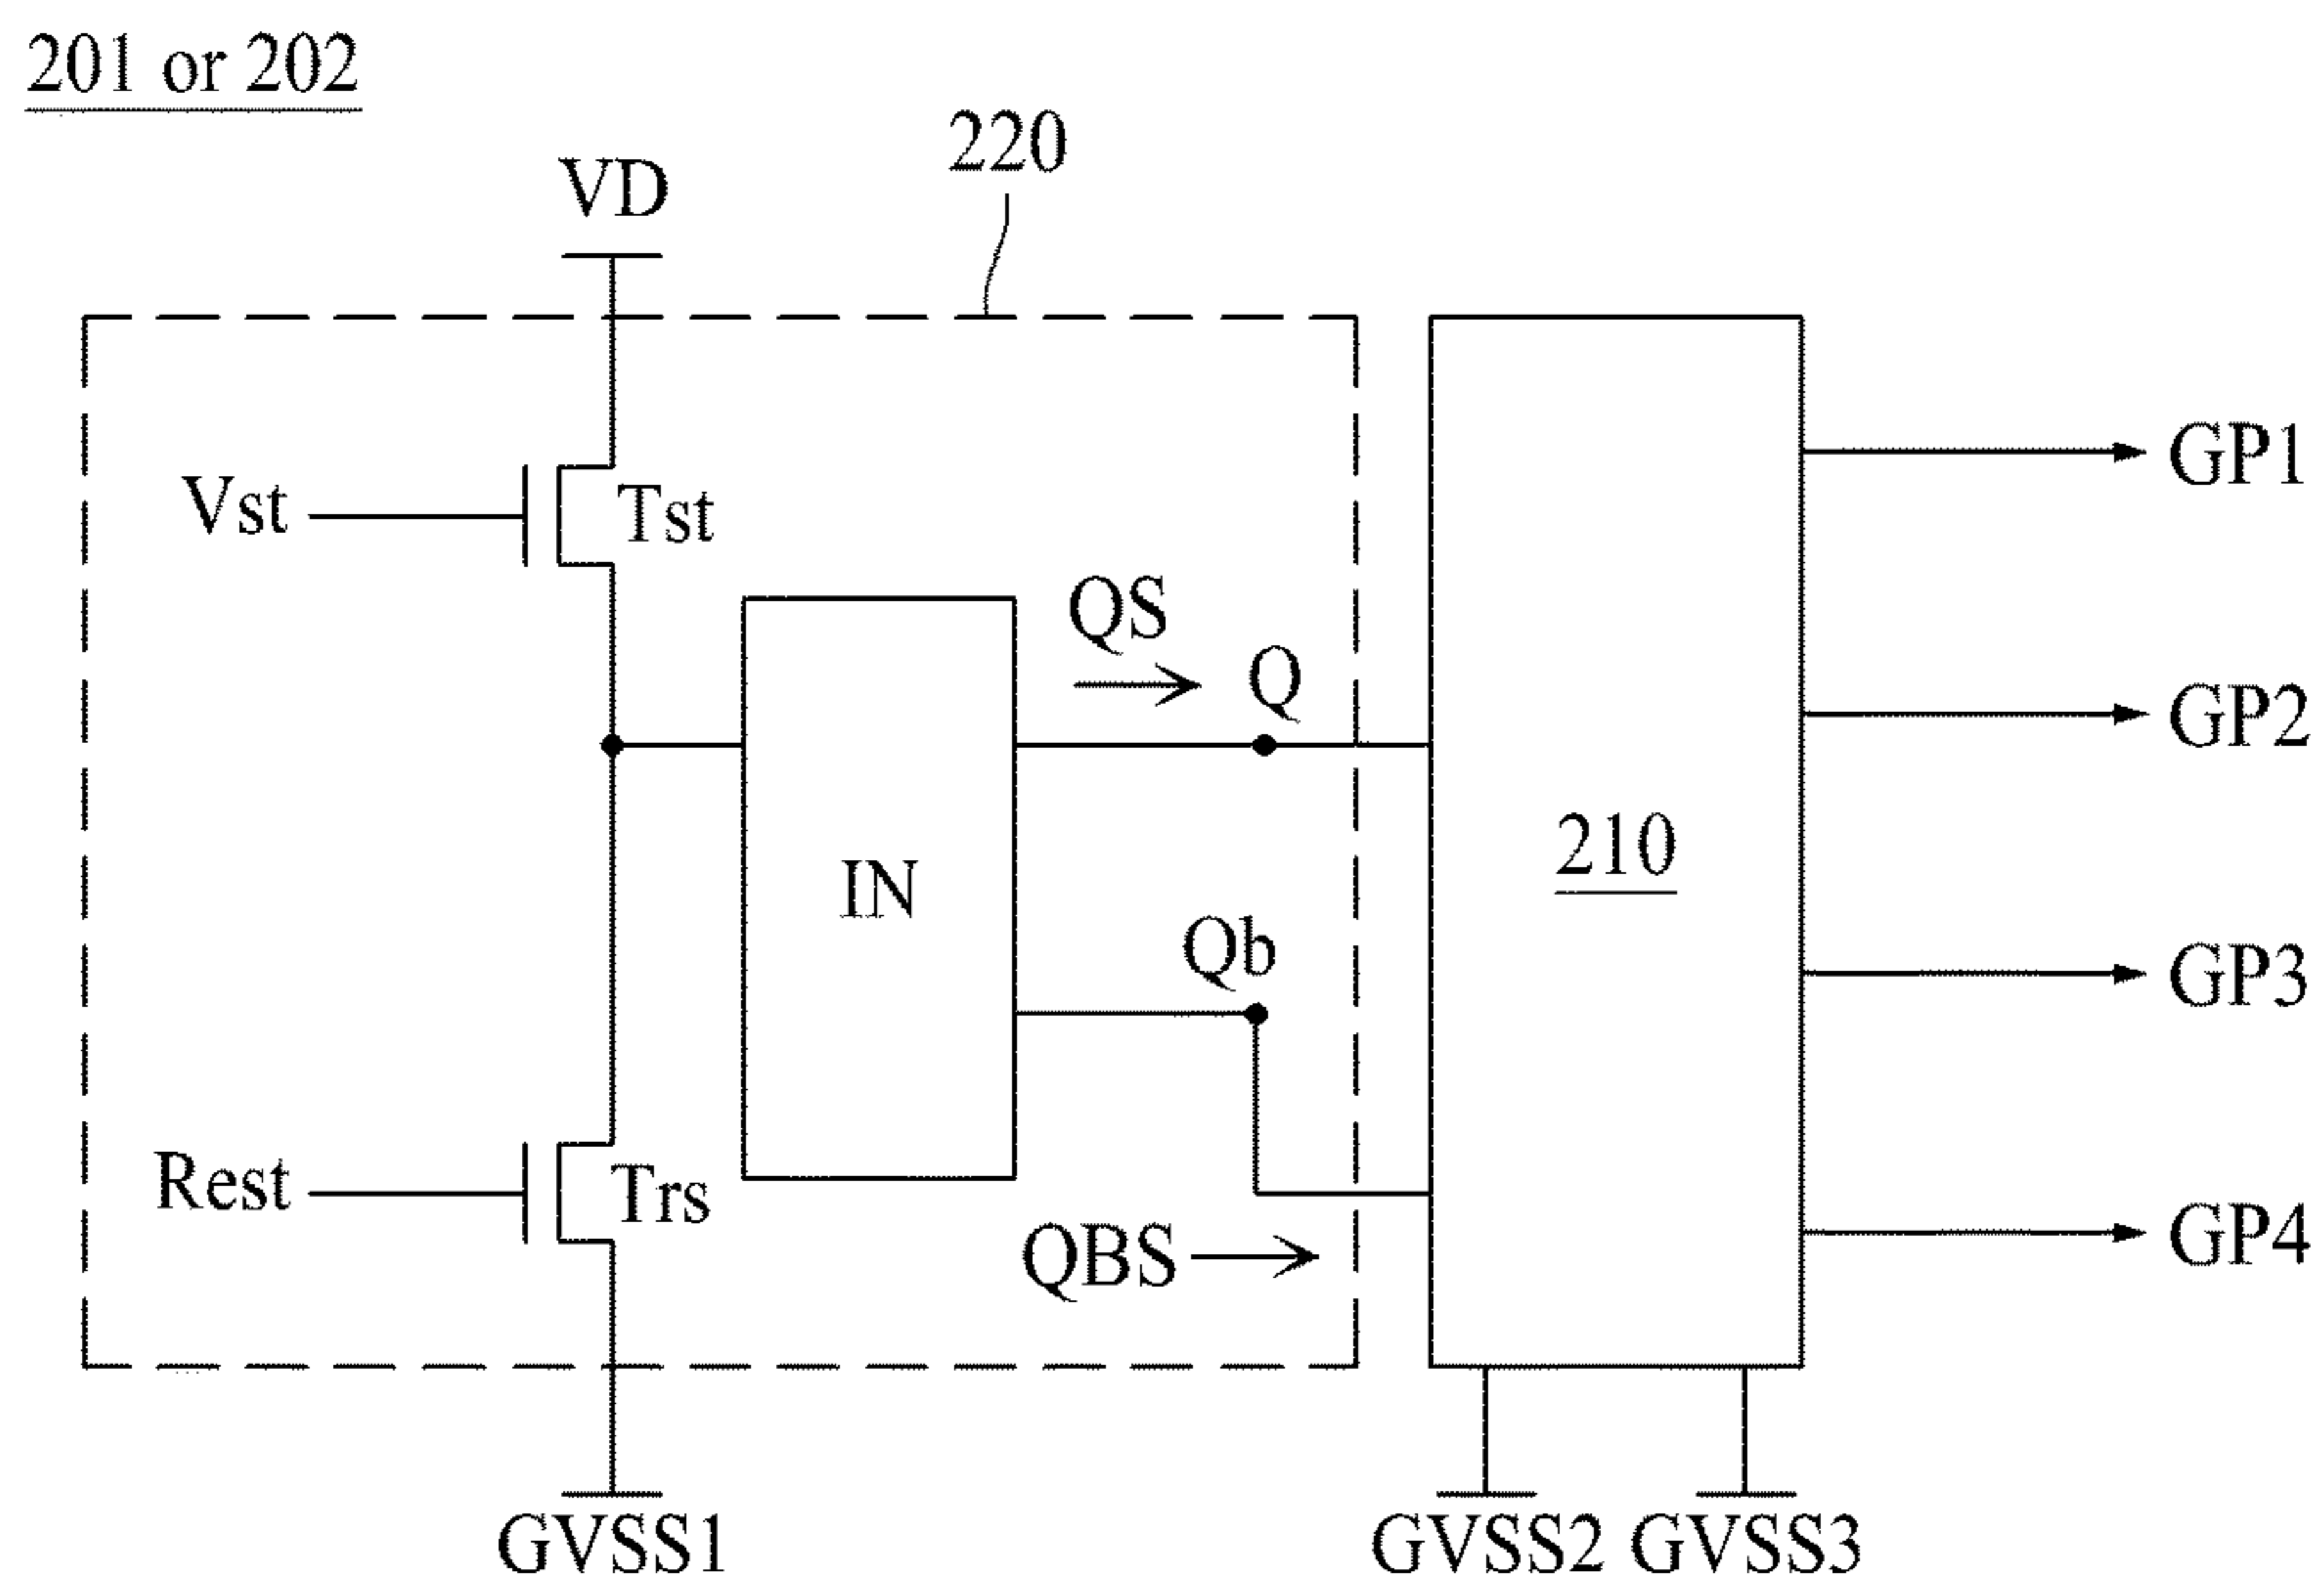 201 or 202
220
VD
Vst
Tst
GP1
QS
Q
GP2
210
IN
Qb
GP3
Rest
Trs
QBS
GP4
GVSS1
GVSS2
GVSS3